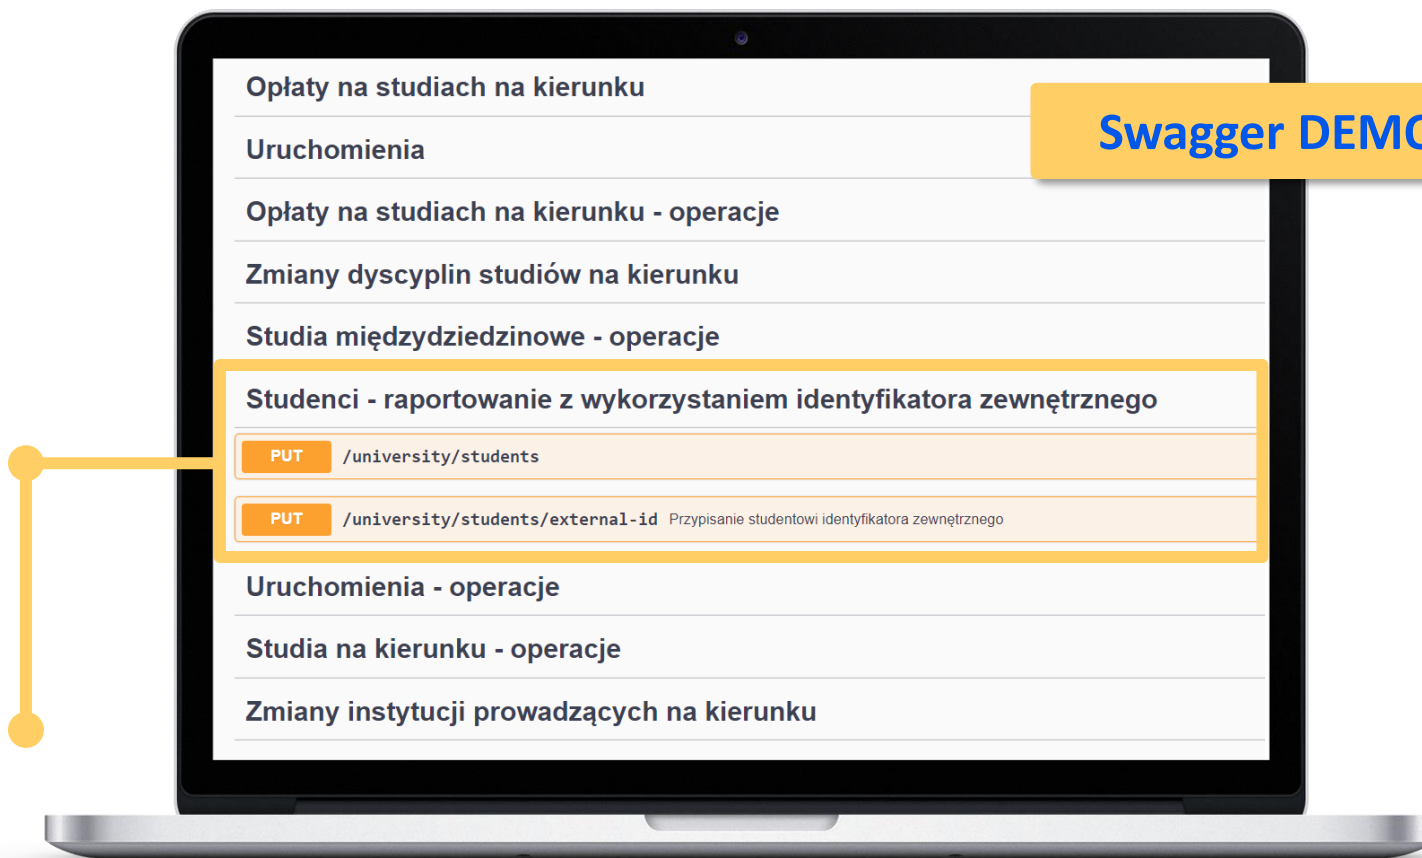 Opłaty na studiach na kierunku
Swagger DEMO
Uruchomienia
Opłaty na studiach na kierunku - operacje
Zmiany dyscyplin studiów na kierunku
Studia międzydziedzinowe - operacje
Studenci - raportowanie z wykorzystaniem identyfikatora zewnętrznego
PUT /university/students
PUT /university/students/external-id Przypisanie studentowi identyfikatora zewnętrznego
Uruchomienia - operacje
Studia na kierunku - operacje
Zmiany instytucji prowadzących na kierunku